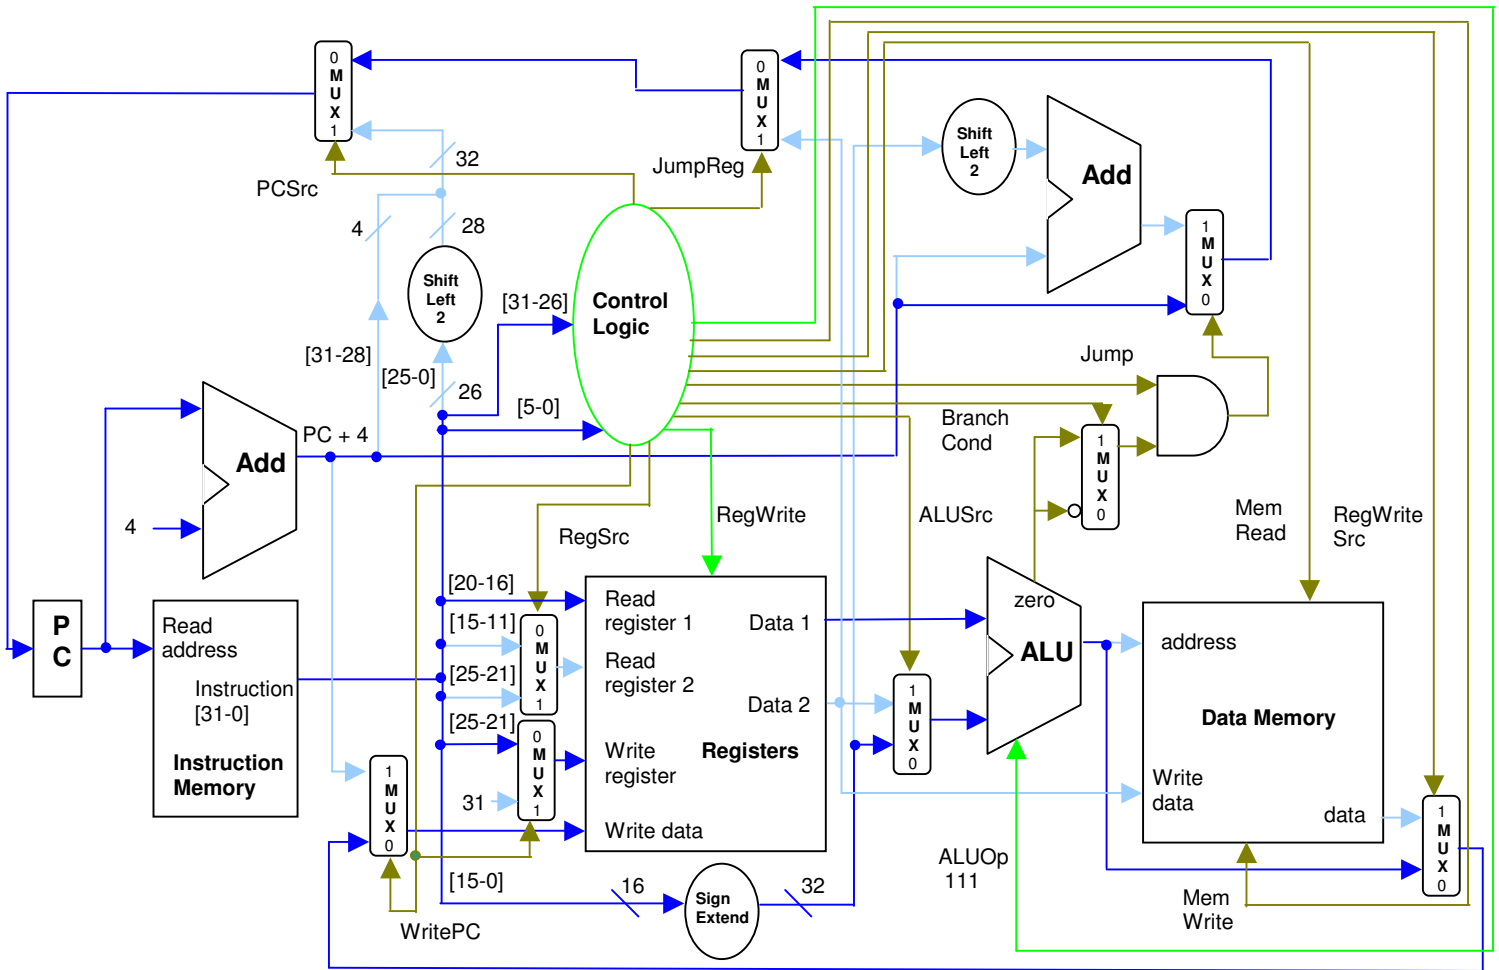 0
M
U
X
1
0
M
U
X
1
32
PCSrc
JumpReg
Shift
Left
2
Add
4
28
1
M
U
X
0
Shift
Left
2
[31-26]
Control
Logic
[31-28]
[25-0]
26
Jump
[5-0]
Branch
Cond
PC + 4
Add
1
M
U
X
0
4
RegSrc
RegWrite
ALUSrc
Mem
Read
RegWrite
Src
[20-16]
[15-11]
[25-21]
[25-21]
31
0
M
U
X
1
0
M
U
X
1
P
C
Read
address
Instruction
[31-0]
Instruction
Memory
Read
register 1
Data 1
Read
register 2
Data 2
Registers
Write
register
Write data
zero
ALU
1
M
U
X
0
address
Data Memory
Write
data
data
1
M
U
X
0
1
M
U
X
0
[15-0]
16
Sign
Extend
32
WritePC
ALUOp
111
Mem
Write